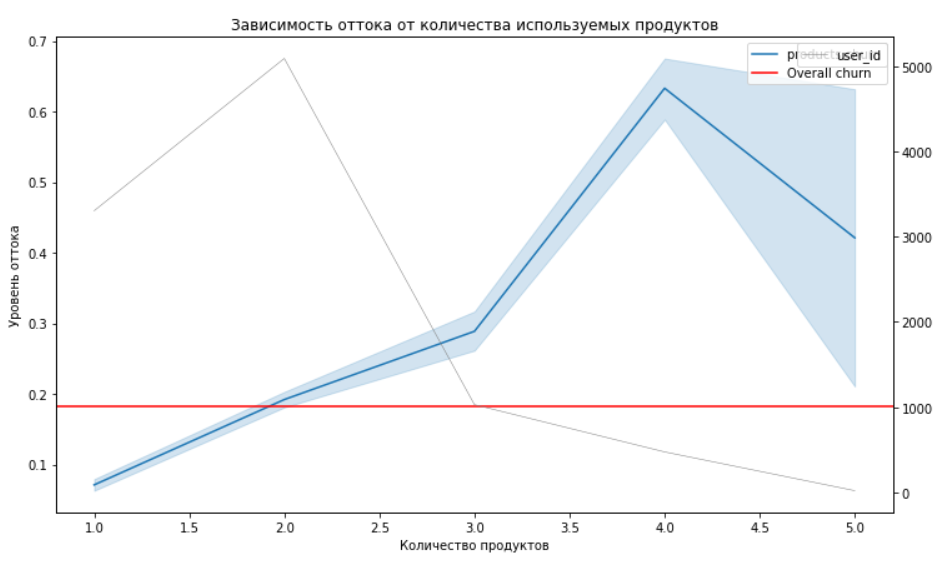 Зависимость оттока от количества используемых продуктов
0.7
0.6
0.5
0.4
0.3
0.2
0.1
Уровень оттока
user_id
Overall churn
5000
4000
3000
2000
1000
0
1.0 1.5 2.0 2.5 3.0 3.5 4.0 4.5 5.0
Количество продуктов